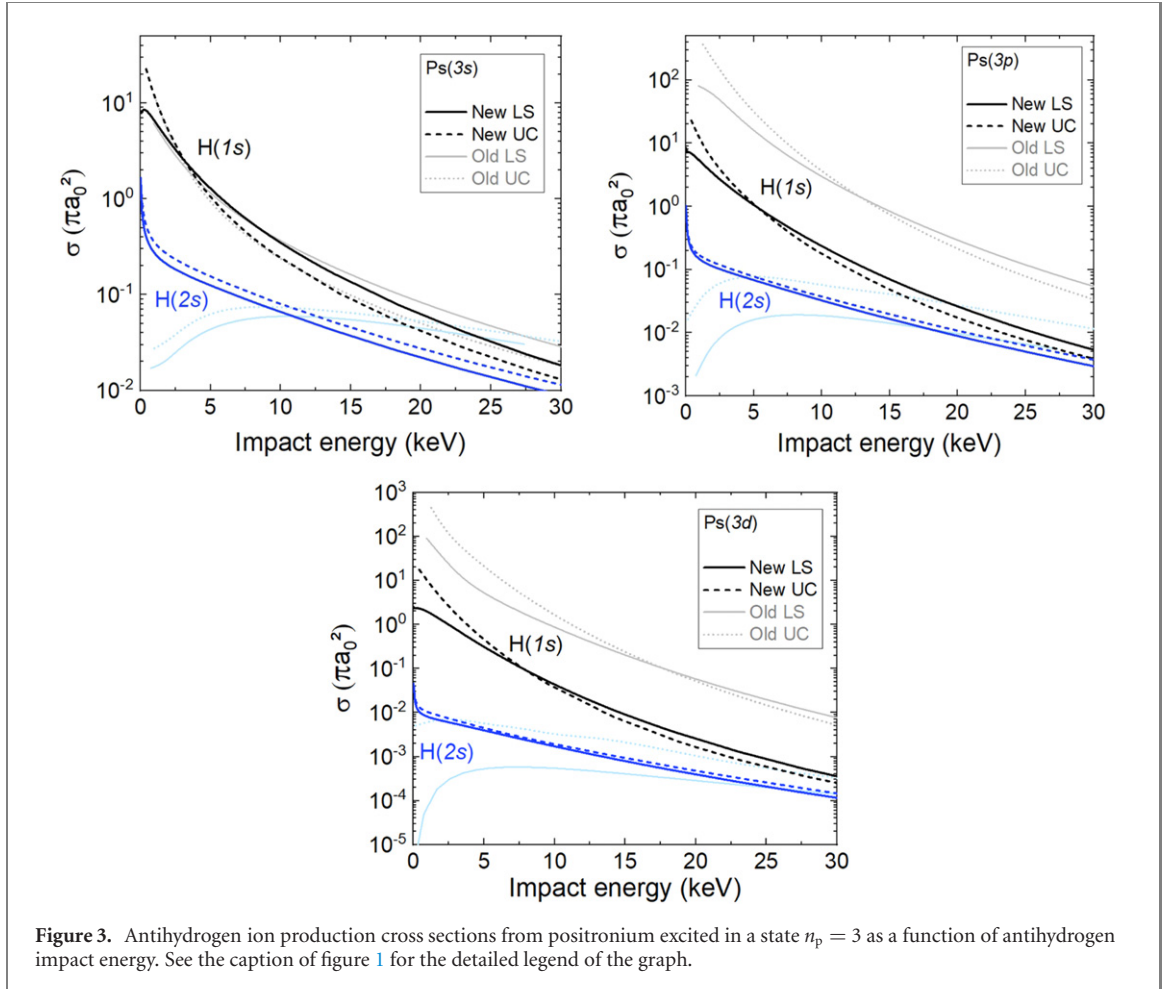 Ps(3s)
New LS
New UC
Old LS
Old UC
H(1s)
H(2s)
10^1
10^0
10^-1
10^-2
σ (πa₀²)
0 5 10 15 20 25 30
Impact energy (keV)
Ps(3p)
New LS
New UC
Old LS
Old UC
H(1s)
H(2s)
10^2
10^1
10^0
10^-1
10^-2
10^-3
σ (πa₀²)
0 5 10 15 20 25 30
Impact energy (keV)
Ps(3d)
New LS
New UC
Old LS
Old UC
H(1s)
H(2s)
10^3
10^2
10^1
10^0
10^-1
10^-2
10^-3
10^-4
10^-5
σ (πa₀²)
0 5 10 15 20 25 30
Impact energy (keV)
Figure 3. Antihydrogen ion production cross sections from positronium excited in a state nₚ = 3 as a function of antihydrogen
impact energy. See the caption of figure 1 for the detailed legend of the graph.